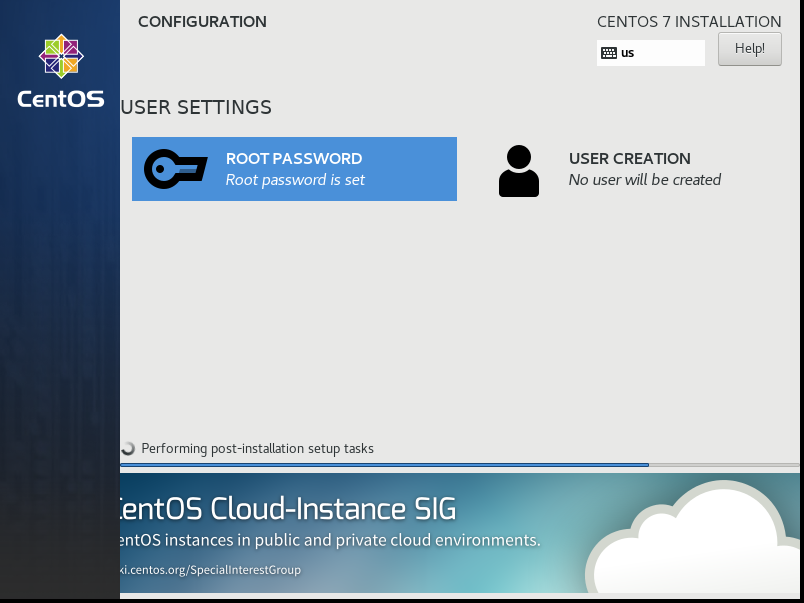 CONFIGURATION
CENTOS 7 INSTALLATION
us
Help!
CentOS
USER SETTINGS
ROOT PASSWORD
Root password is set
USER CREATION
No user will be created
Performing post-installation setup tasks
CentOS Cloud-Instance SIG
entOS instances in public and private cloud environments.
ki.centos.org/SpecialInterestGroup